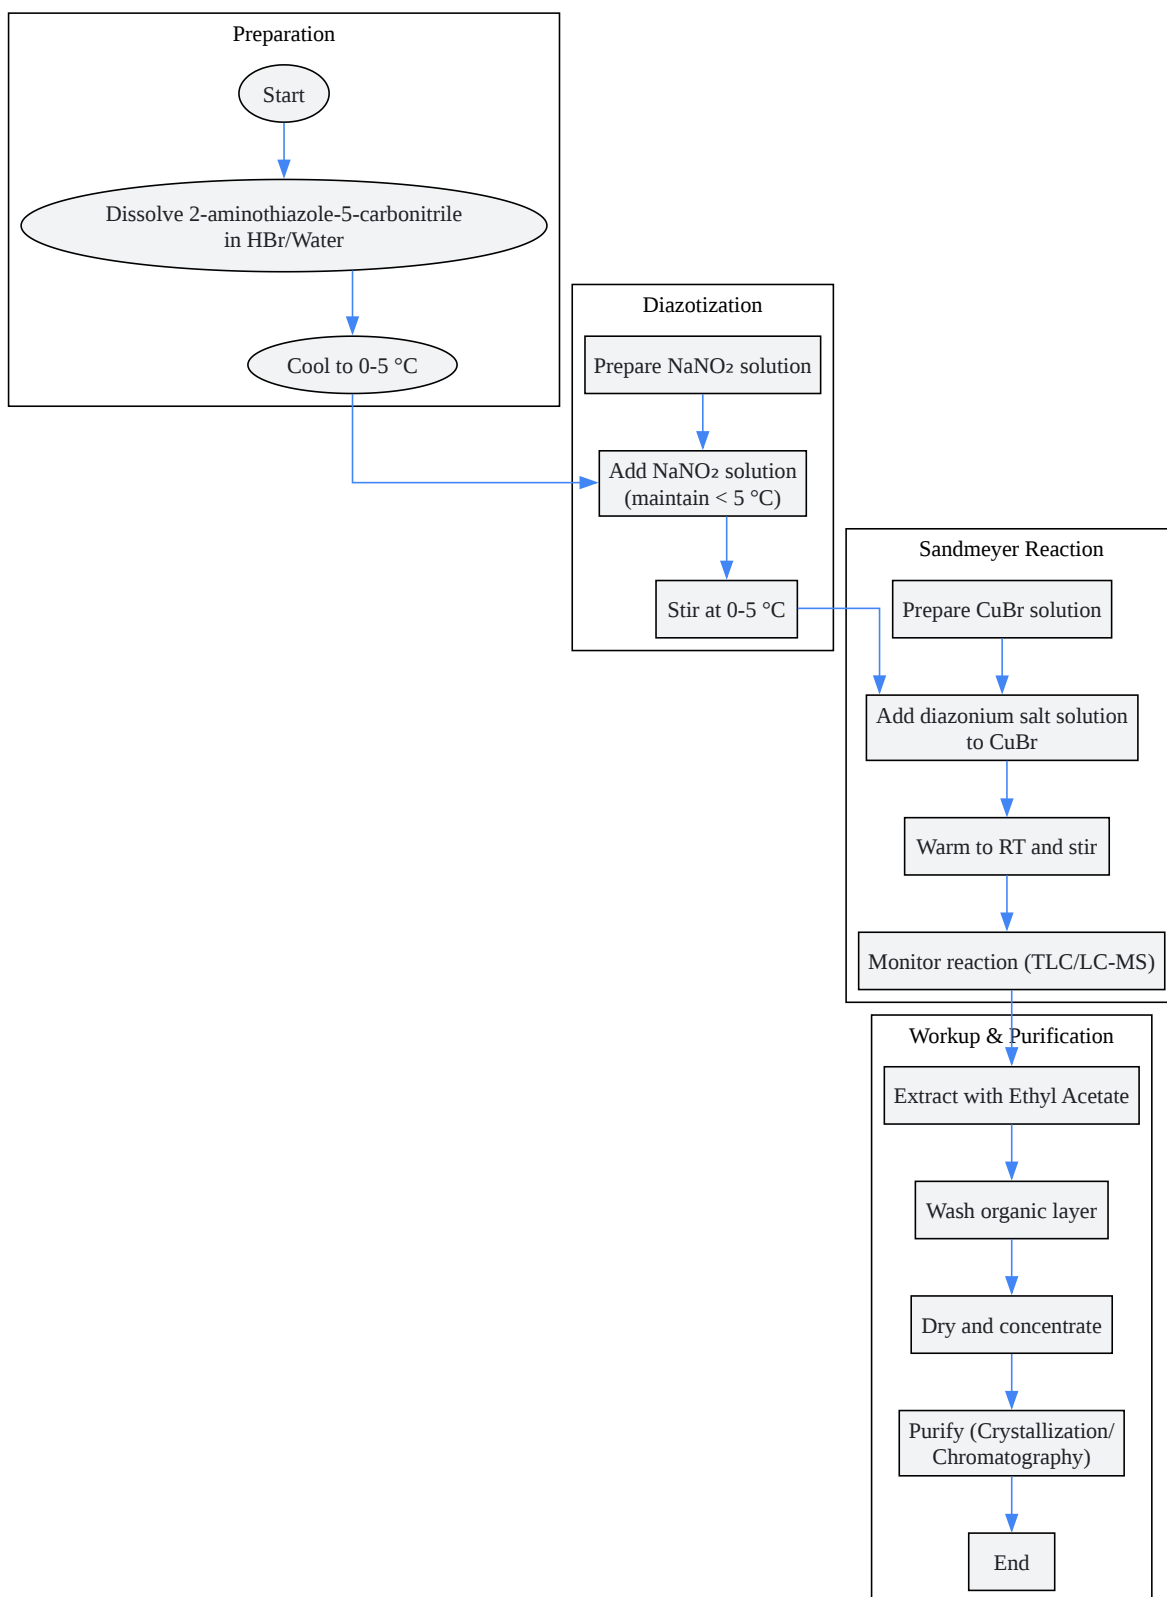 Preparation
Start
Dissolve 2-aminothiazole-5-carbonitrile
in HBr/Water
Cool to 0-5 °C
Diazotization
Prepare NaNO₂ solution
Add NaNO₂ solution
(maintain < 5 °C)
Stir at 0-5 °C
Sandmeyer Reaction
Prepare CuBr solution
Add diazonium salt solution
to CuBr
Warm to RT and stir
Monitor reaction (TLC/LC-MS)
Workup & Purification
Extract with Ethyl Acetate
Wash organic layer
Dry and concentrate
Purify (Crystallization/
Chromatography)
End